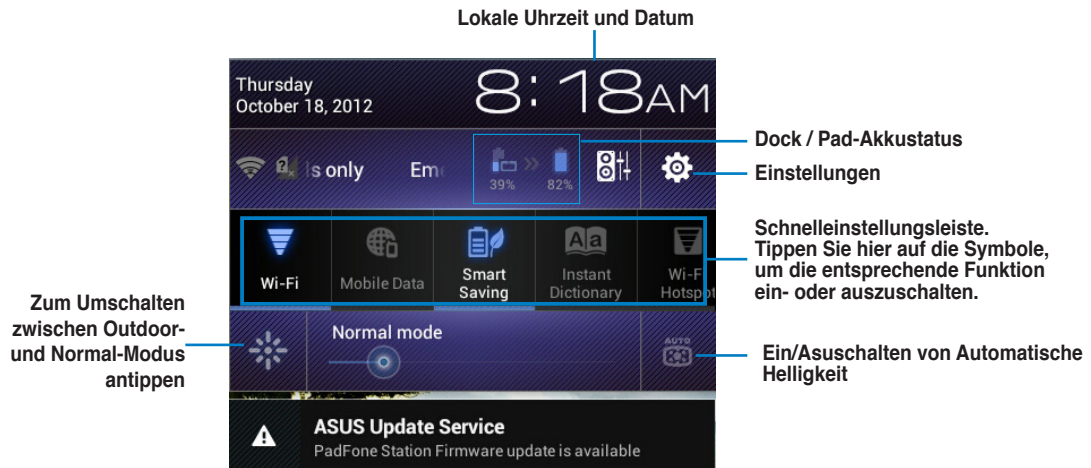 Lokale Uhrzeit und Datum
Thursday
October 18, 2012
8:18AM
Dock / Pad-Akkustatus
ls only
Em
39%
82%
Einstellungen
Schnelleinstellungsleiste.
Tippen Sie hier auf die Symbole,
um die entsprechende Funktion
ein- oder auszuschalten.
Wi-Fi
Mobile Data
Smart
Saving
Aa
Instant
Dictionary
Wi-F
Hotspot
Zum Umschalten
zwischen Outdoor-
und Normal-Modus
antippen
Normal mode
AUTO
Ein/Asuschalten von Automatische
Helligkeit
ASUS Update Service
PadFone Station Firmware update is available